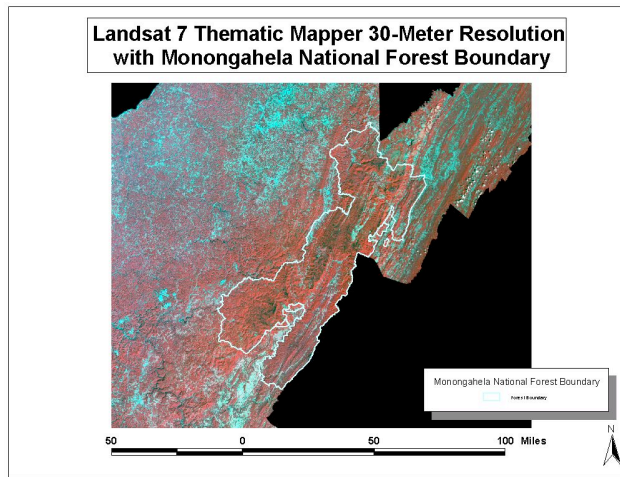 Landsat 7 Thematic Mapper 30-Meter Resolution
with Monongahela National Forest Boundary
Monongahela National Forest Boundary
Forest Boundary
50 0 50 100 Miles
N